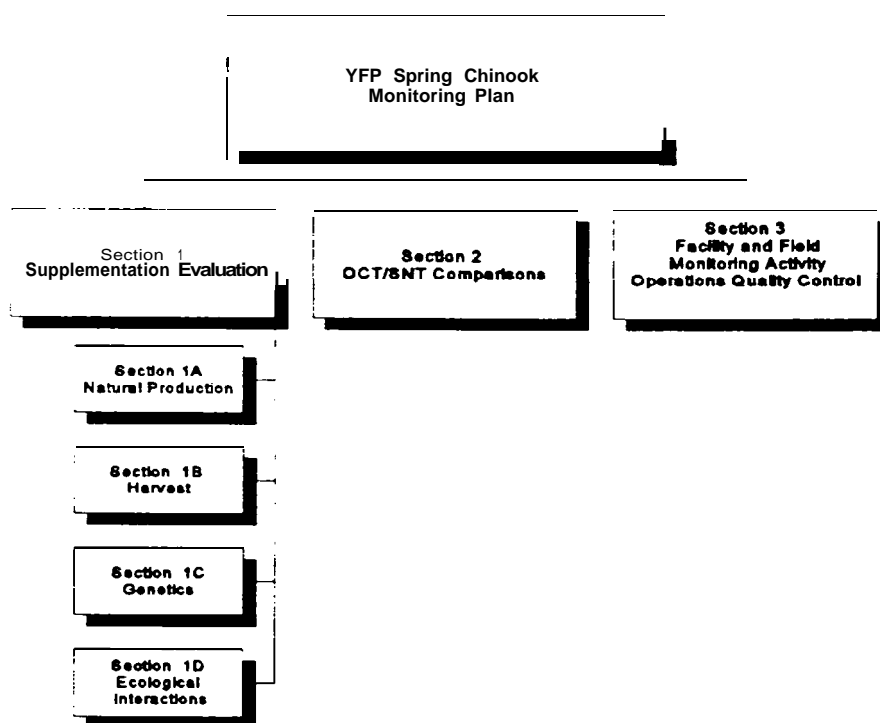 YFP Spring Chinook
Monitoring Plan
Section 1
Supplementation Evaluation
Section 2
OCT/SNT Comparisons
Section 3
Facility and Field
Monitoring Activity
Operations Quality Control
Section 1A
Natural Production
Section 1B
Harvest
Section 1C
Genetics
Section 1D
Ecological
Interactions